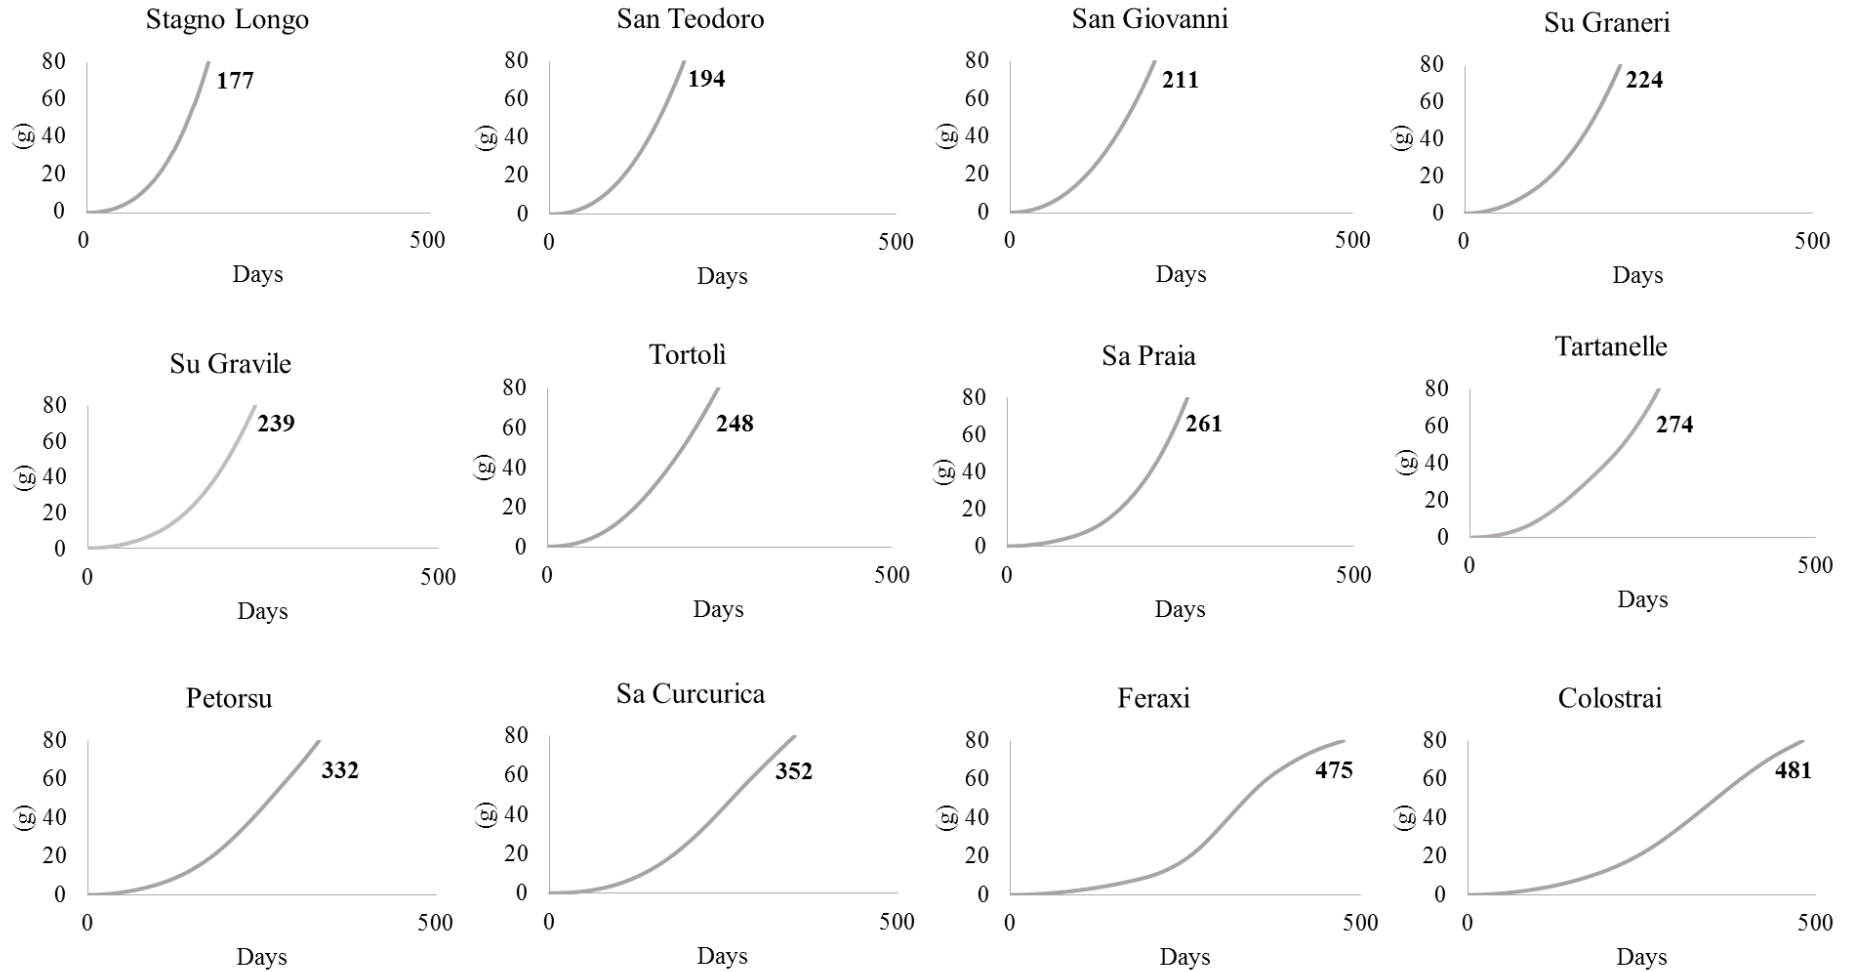 Stagno Longo
80
60
40
20
0
(g)
177
0
500
Days
San Teodoro
80
60
40
20
0
(g)
194
0
500
Days
San Giovanni
80
60
40
20
0
(g)
211
0
500
Days
Su Graneri
80
60
40
20
0
(g)
224
0
500
Days
Su Gravile
80
60
40
20
0
(g)
239
0
500
Days
Tortolì
80
60
40
20
0
(g)
248
0
500
Days
Sa Praia
80
60
40
20
0
(g)
261
0
500
Days
Tartanelle
80
60
40
20
0
(g)
274
0
500
Days
Petorsu
80
60
40
20
0
(g)
332
0
500
Days
Sa Curcurica
80
60
40
20
0
(g)
352
0
500
Days
Feraxi
80
60
40
20
0
(g)
475
0
500
Days
Colostrai
80
60
40
20
0
(g)
481
0
500
Days